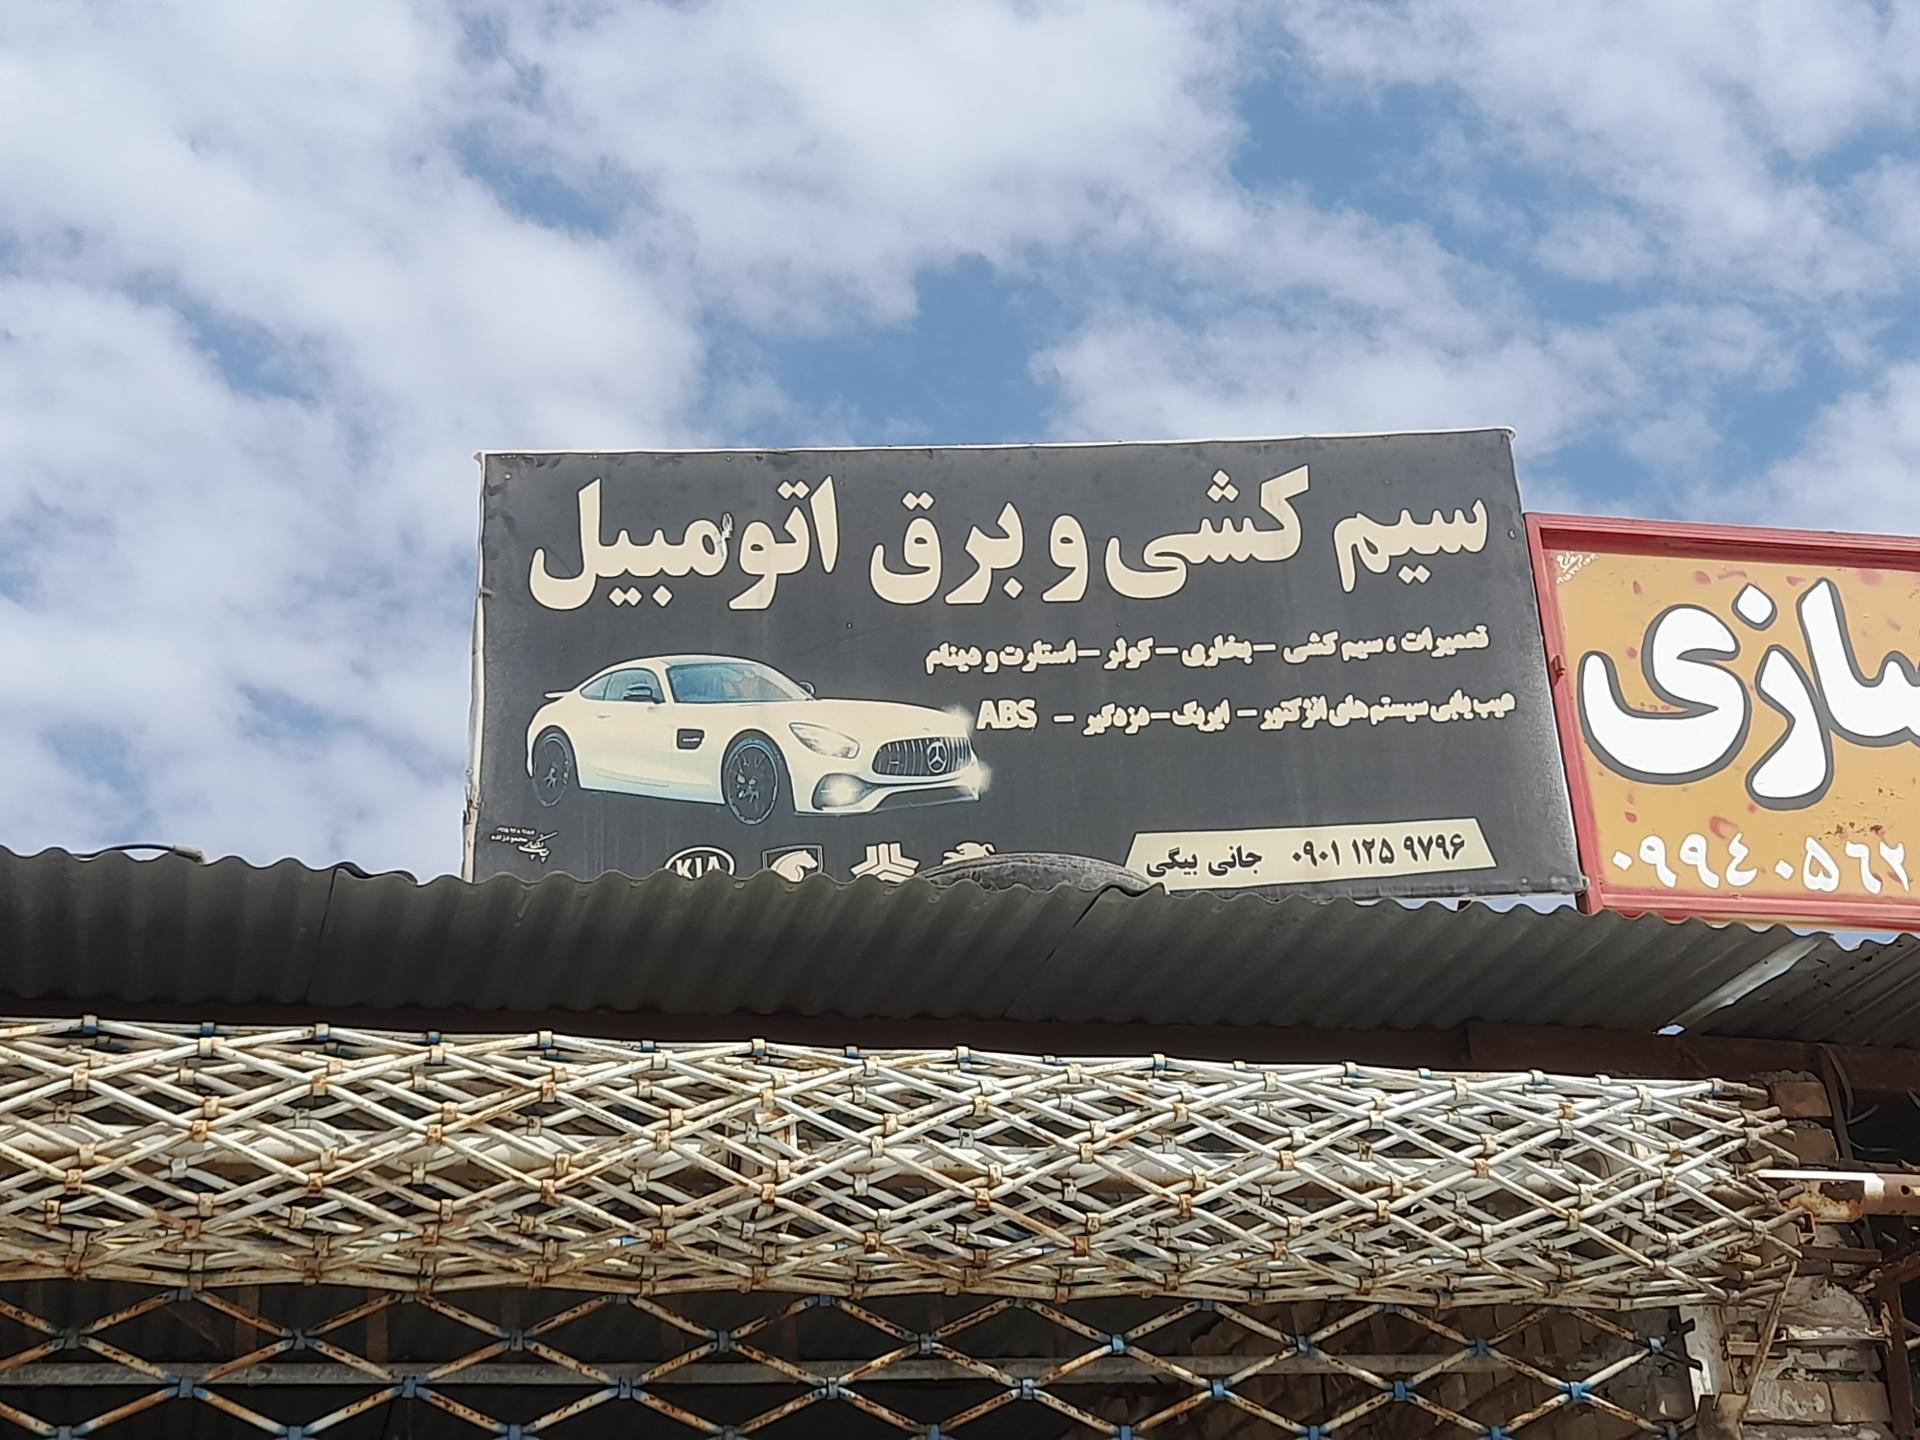 سیم کشی و برق اتومبیل
تعمیرات ، سیم کشی - بخاری - کولر - استارت و دینام
عیب یابی سیستم های انژکتور - ایربگ - دزدگیر - ABS
۰۹۰۱ ۱۲۵ ۹۷۹۶ جانی بیگی
KIA
سازی
۰۹۹٤۰۵٦۲